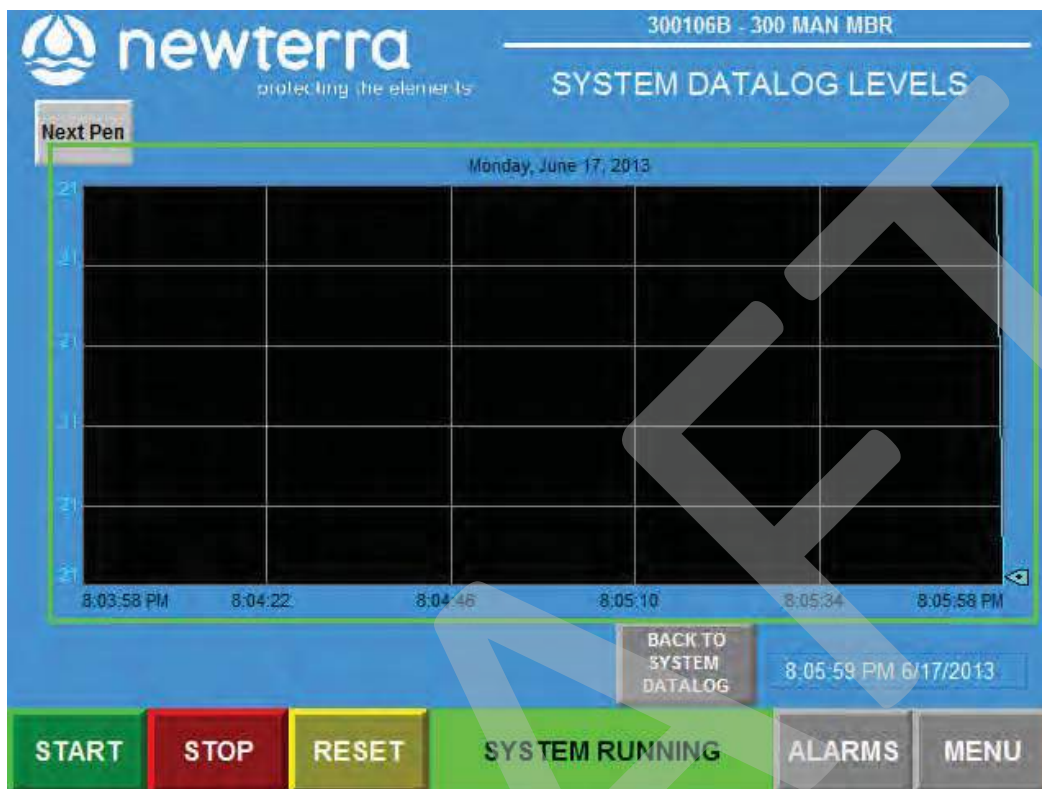 newterra
protecting the elements
300106B - 300 MAN MBR
SYSTEM DATALOG LEVELS
Next Pen
Monday, June 17, 2013
21
21
21
21
21
21
8:03:58 PM 8:04:22 8:04:46 8:05:10 8:05:34 8:05:58 PM
BACK TO
SYSTEM
DATALOG
8:05:59 PM 6/17/2013
START STOP RESET SYSTEM RUNNING ALARMS MENU